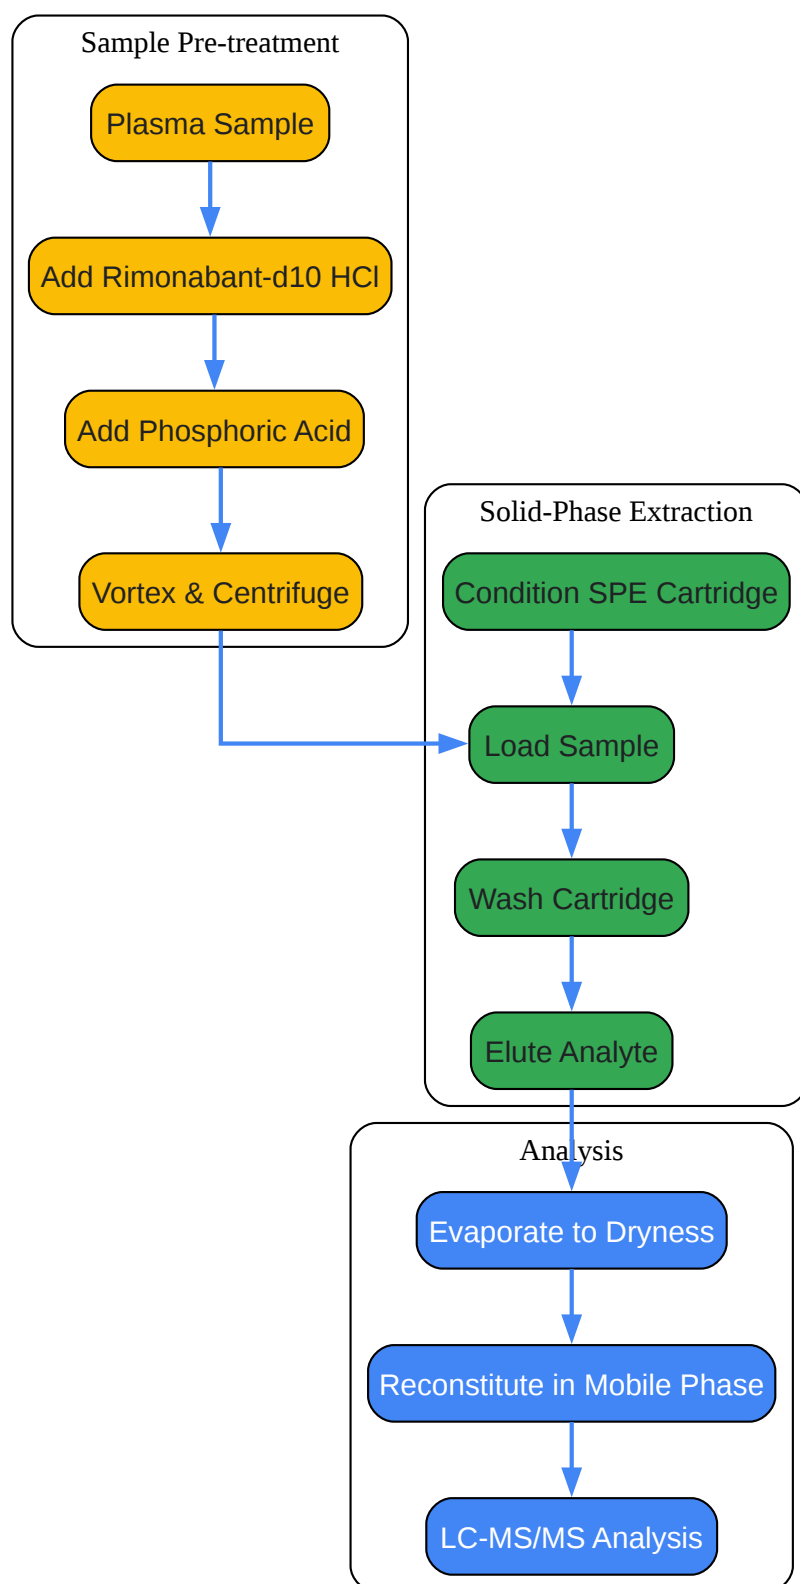 Sample Pre-treatment
Plasma Sample
Add Rimonabant-d10 HCl
Add Phosphoric Acid
Vortex & Centrifuge
Solid-Phase Extraction
Condition SPE Cartridge
Load Sample
Wash Cartridge
Elute Analyte
Analysis
Evaporate to Dryness
Reconstitute in Mobile Phase
LC-MS/MS Analysis